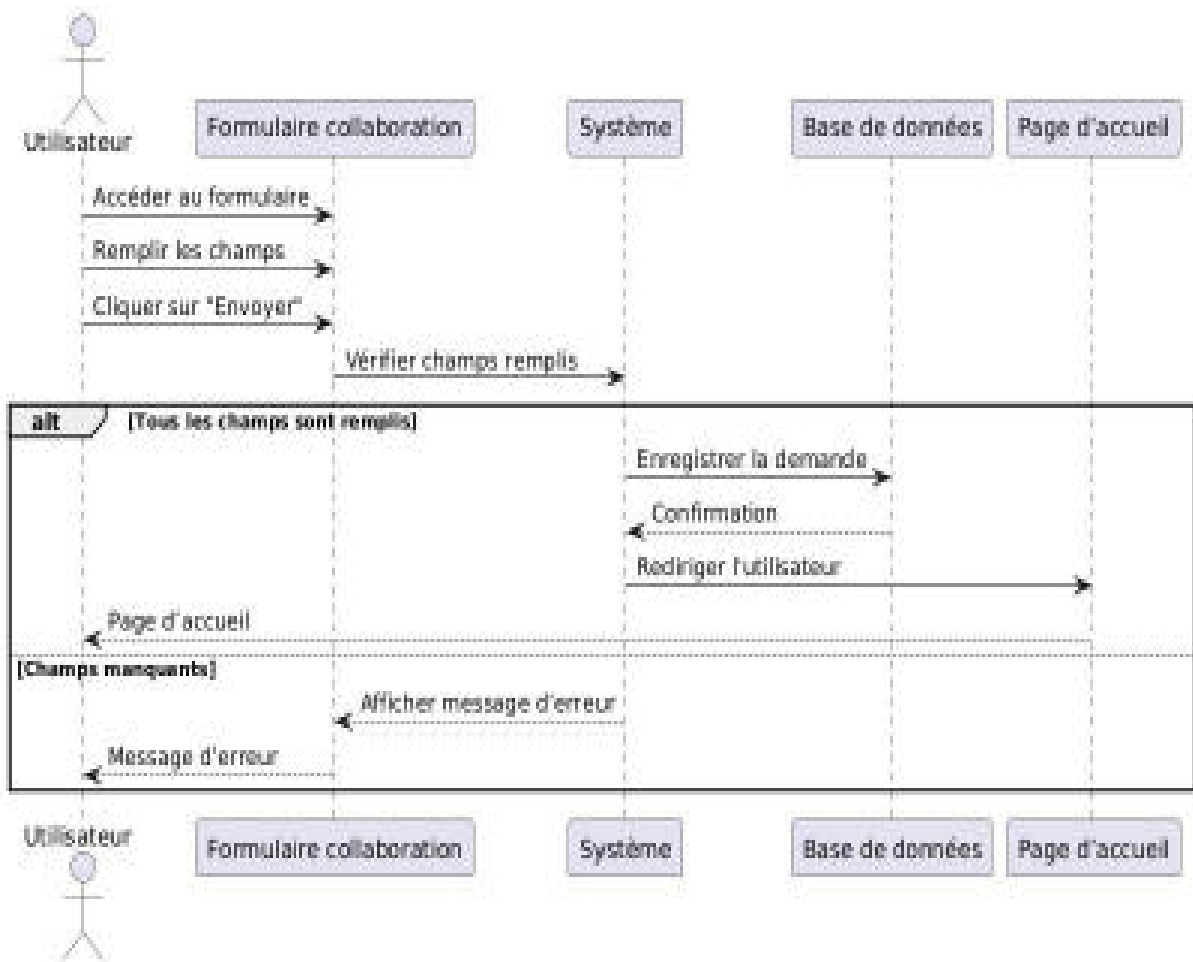 Utilisateur
Formulaire collaboration
Système
Base de données
Page d'accueil
Accéder au formulaire
Remplir les champs
Cliquer sur "Envoyer"
Vérifier champs remplis
alt
[Tous les champs sont remplis]
Enregistrer la demande
Confirmation
Rediriger l'utilisateur
Page d'accueil
[Champs manquants]
Afficher message d'erreur
Message d'erreur
Utilisateur
Formulaire collaboration
Système
Base de données
Page d'accueil